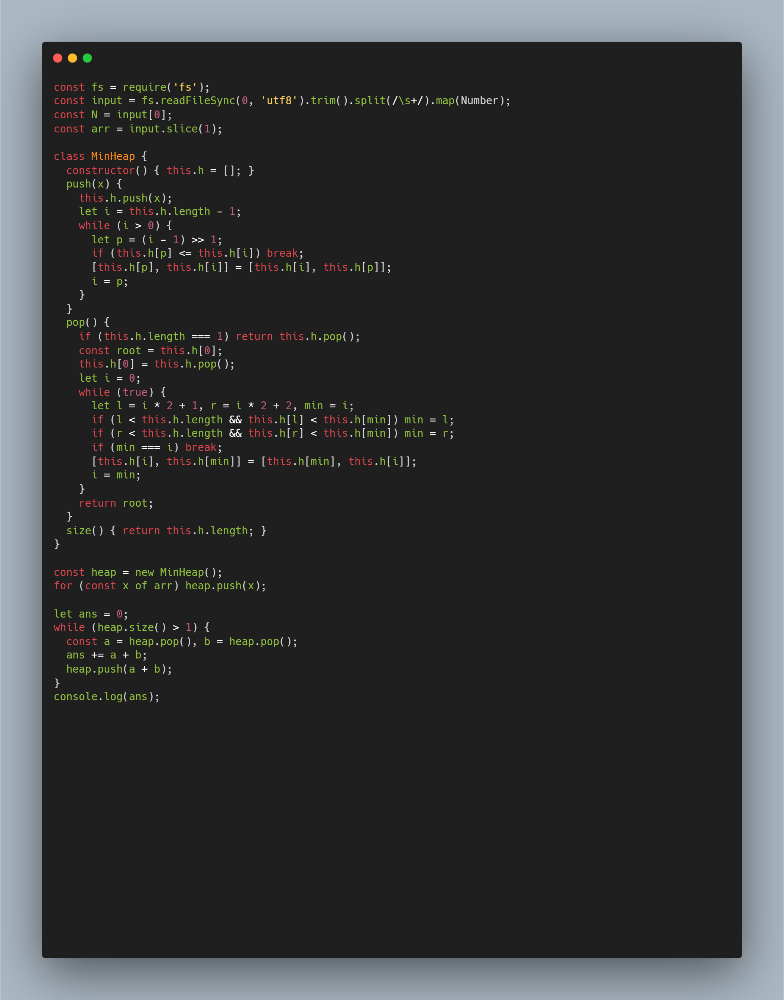 const fs = require('fs');
const input = fs.readFileSync(0, 'utf8').trim().split(/\s+/).map(Number);
const N = input[0];
const arr = input.slice(1);

class MinHeap {
  constructor() { this.h = []; }
  push(x) {
    this.h.push(x);
    let i = this.h.length - 1;
    while (i > 0) {
      let p = (i - 1) >> 1;
      if (this.h[p] <= this.h[i]) break;
      [this.h[p], this.h[i]] = [this.h[i], this.h[p]];
      i = p;
    }
  }
  pop() {
    if (this.h.length === 1) return this.h.pop();
    const root = this.h[0];
    this.h[0] = this.h.pop();
    let i = 0;
    while (true) {
      let l = i * 2 + 1, r = i * 2 + 2, min = i;
      if (l < this.h.length && this.h[l] < this.h[min]) min = l;
      if (r < this.h.length && this.h[r] < this.h[min]) min = r;
      if (min === i) break;
      [this.h[i], this.h[min]] = [this.h[min], this.h[i]];
      i = min;
    }
    return root;
  }
  size() { return this.h.length; }
}

const heap = new MinHeap();
for (const x of arr) heap.push(x);

let ans = 0;
while (heap.size() > 1) {
  const a = heap.pop(), b = heap.pop();
  ans += a + b;
  heap.push(a + b);
}
console.log(ans);